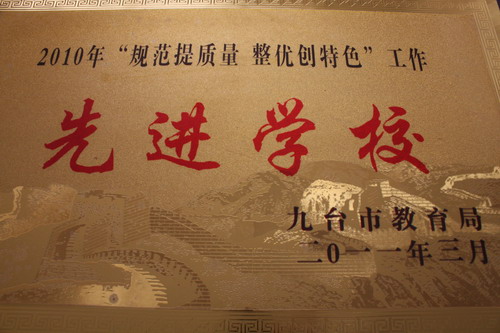 2010年“规范提质量 整优创特色”工作
先进学校
九台市教育局
二0一一年三月